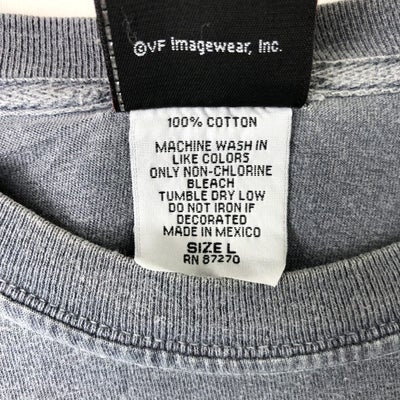 ©VF Imagewear, Inc.
100% COTTON
MACHINE WASH IN
LIKE COLORS
ONLY NON-CHLORINE
BLEACH
TUMBLE DRY LOW
DO NOT IRON IF
DECORATED
MADE IN MEXICO
SIZE L
RN 87270